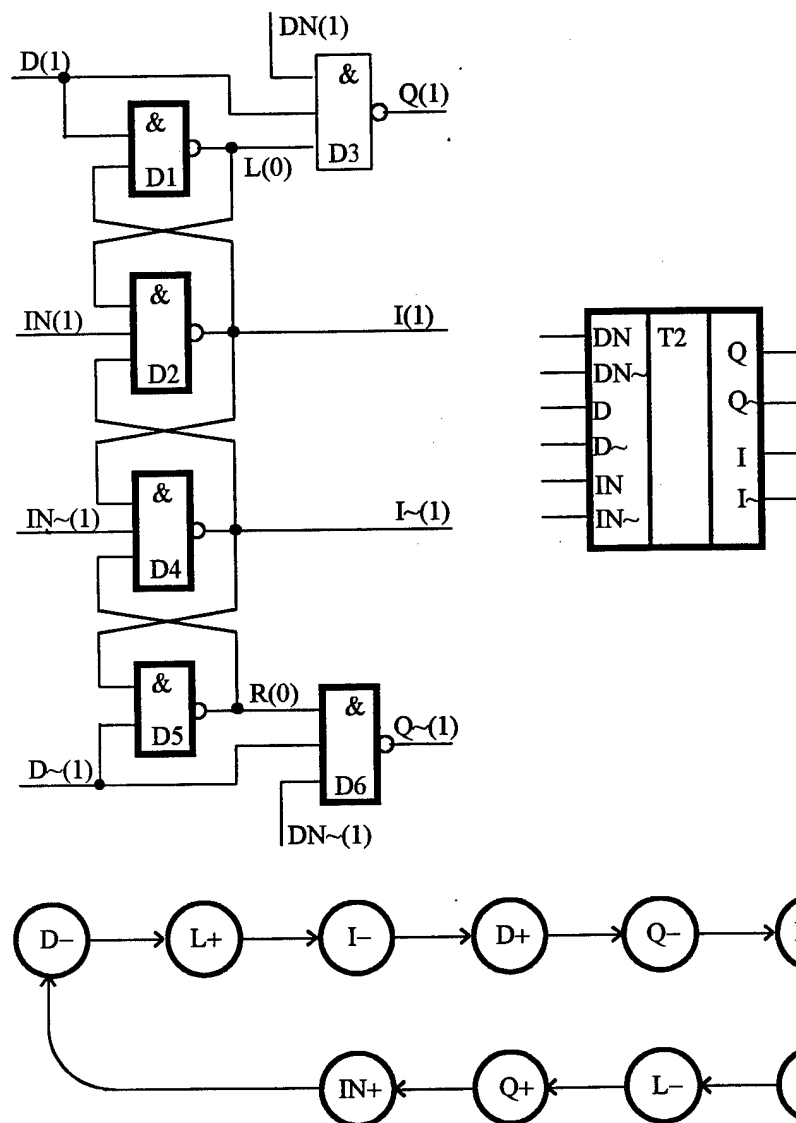 DN(1)
D(1)
&
Q(1)
&
D1
L(0)
D3
&
IN(1)
I(1)
D2
DN T2
Q
DN~
Q~
D
D~
I
IN
I~
IN~
&
IN~(1)
I~(1)
D4
&
R(0)
D5
&
Q~(1)
D~(1)
D6
DN~(1)
D− L+ I− D+ Q−
IN+ Q+ L−